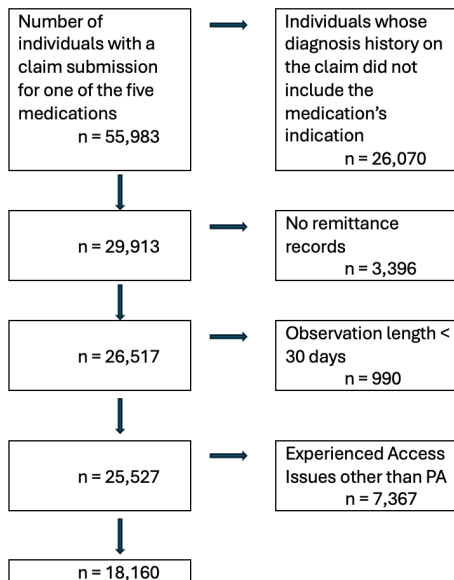 Number of
individuals with a
claim submission
for one of the five
medications
n = 55,983
Individuals whose
diagnosis history on
the claim did not
include the
medication's
indication
n = 26,070
n = 29,913
No remittance
records
n = 3,396
n = 26,517
Observation length <
30 days
n = 990
n = 25,527
Experienced Access
Issues other than PA
n = 7,367
n = 18,160